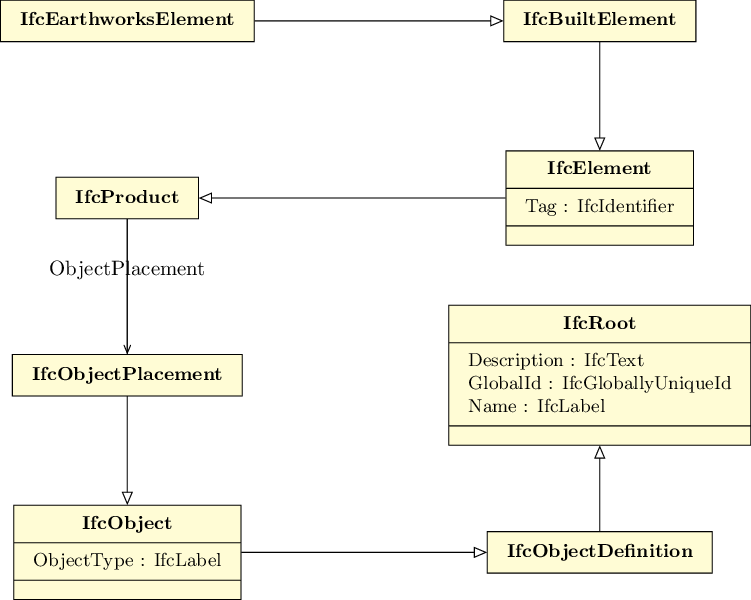 IfcEarthworksElement
IfcBuiltElement
IfcElement
Tag : IfcIdentifier
IfcProduct
ObjectPlacement
IfcObjectPlacement
IfcRoot
Description : IfcText
GlobalId : IfcGloballyUniqueId
Name : IfcLabel
IfcObject
ObjectType : IfcLabel
IfcObjectDefinition